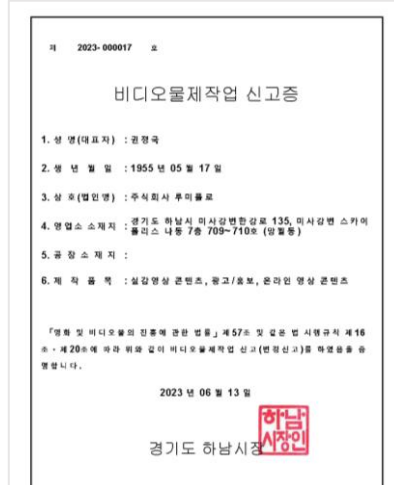 제 2023-000017 호
비디오물제작업 신고증
1. 성 명(대표자) : 권정국
2. 생 년 월 일 : 1955 년 05 월 17 일
3. 상 호(법인명) : 주식회사 루미플로
4. 영업소 소재지 : 경기도 하남시 미사강변한강로 135, 미사강변 스카이
폴리스 나동 7층 709~710호 (망월동)
5. 공 장 소 재 지 :
6. 제 작 품 목 : 실감영상 콘텐츠, 광고/홍보, 온라인 영상 콘텐츠
「영화 및 비디오물의 진흥에 관한 법률」제57조 및 같은 법 시행규칙 제16
조ㆍ제20조에 따라 위와 같이 비디오물제작업 신고(변경신고)를 하였음을 증
명합니다.
2023 년 06 월 13 일
경기도 하남시장
하남
시장인